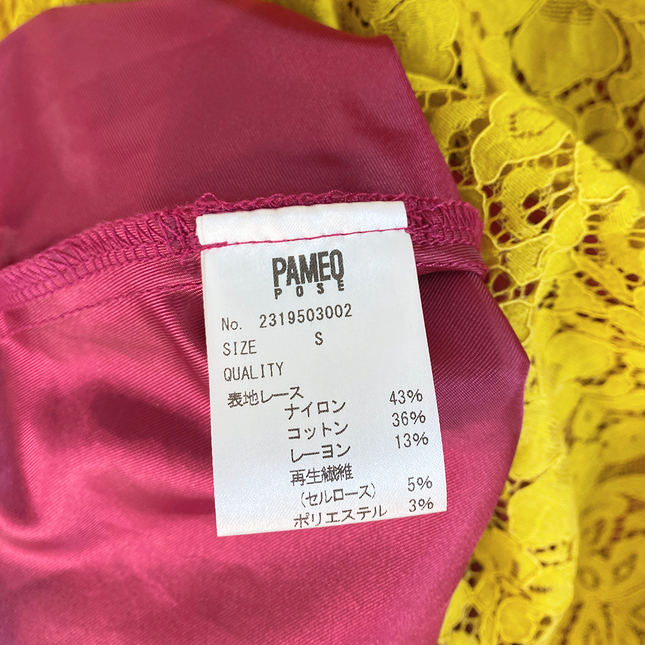 PAMEO
POSE
No. 2319503002
SIZE S
QUALITY
表地レース
ナイロン 43%
コットン 36%
レーヨン 13%
再生繊維
(セルロース) 5%
ポリエステル 3%